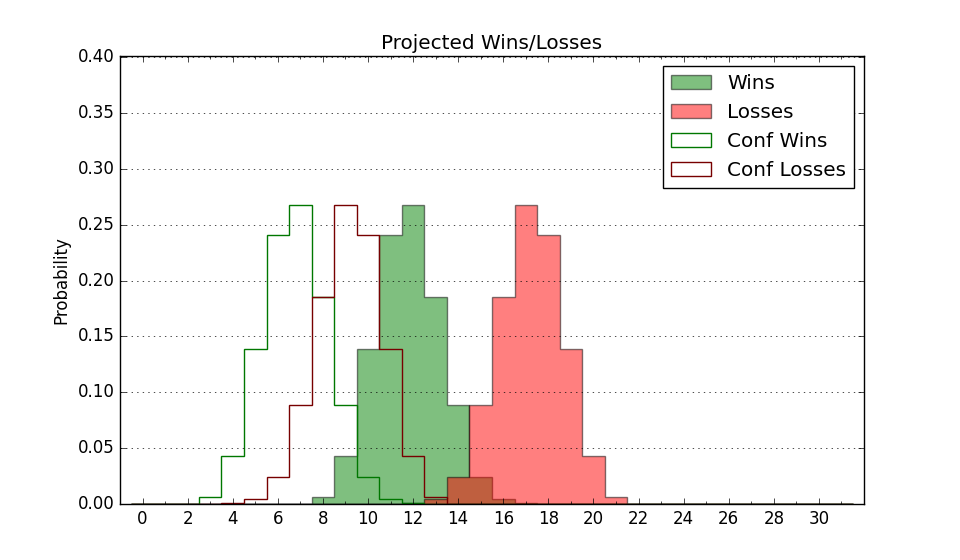 Projected Wins/Losses
0.40
0.35
0.30
0.25
0.20
0.15
0.10
0.05
0.00
Probability
Wins
Losses
Conf Wins
Conf Losses
0 2 4 6 8 10 12 14 16 18 20 22 24 26 28 30